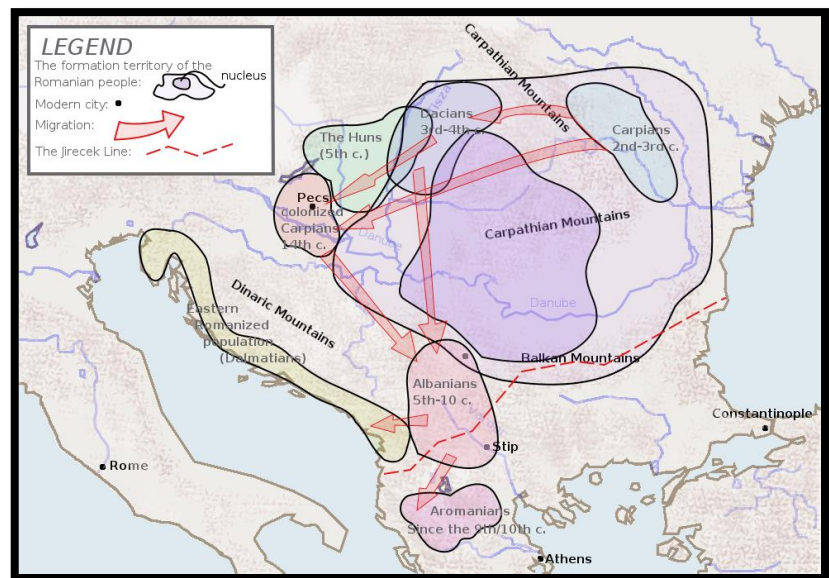 LEGEND
The formation territory of the
Romanian people:
nucleus
Modern city:
Migration:
The Jirecek Line:
Carpathian Mountains
Tisza
Dacians
3rd-4th c.
The Huns
(5th c.)
Carpians
2nd-3rd c.
Pecs
colonized
Carpians
14th c.
Carpathian Mountains
Danube
Dinaric Mountains
Danube
Eastern
Romanized
population
(Dalmatians)
Balkan Mountains
Albanians
5th-10 c.
Constantinople
Stip
Rome
Aromanians
Since the 9th/10th c.
Athens